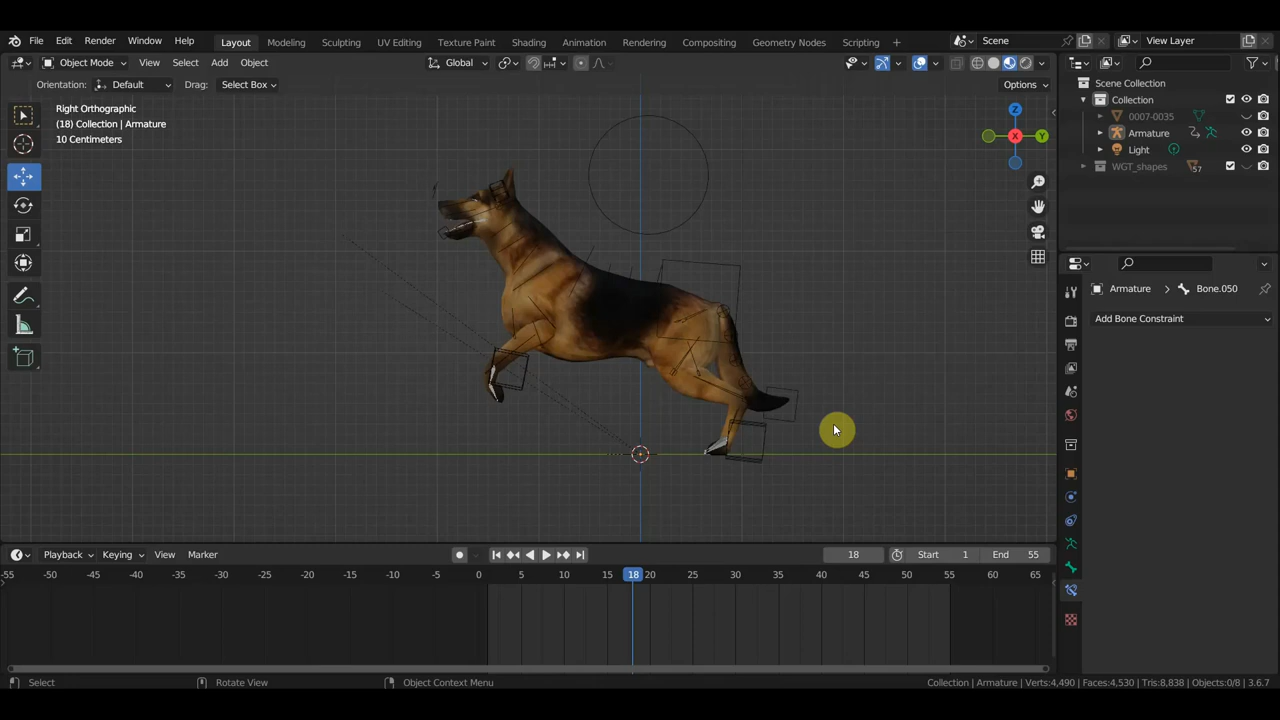 File Edit Render Window Help Layout Modeling Sculpting UV Editing Texture Paint Shading Animation Rendering Compositing Geometry Nodes Scripting + Scene View Layer
Object Mode View Select Add Object Global
Orientation: Default Drag: Select Box Options
Right Orthographic
(18) Collection | Armature
10 Centimeters
Z
X
Y
Scene Collection
Collection
0007-0035
Armature
Light
WGT_shapes 57
Armature > Bone.050
Add Bone Constraint
Playback Keying View Marker 18 Start 1 End 55
-55 -50 -45 -40 -35 -30 -25 -20 -15 -10 -5 0 5 10 15 18 20 25 30 35 40 45 50 55 60 65
Select Rotate View Object Context Menu Collection | Armature | Verts:4,490 | Faces:4,530 | Tris:8,838 | Objects:0/8 | 3.6.7